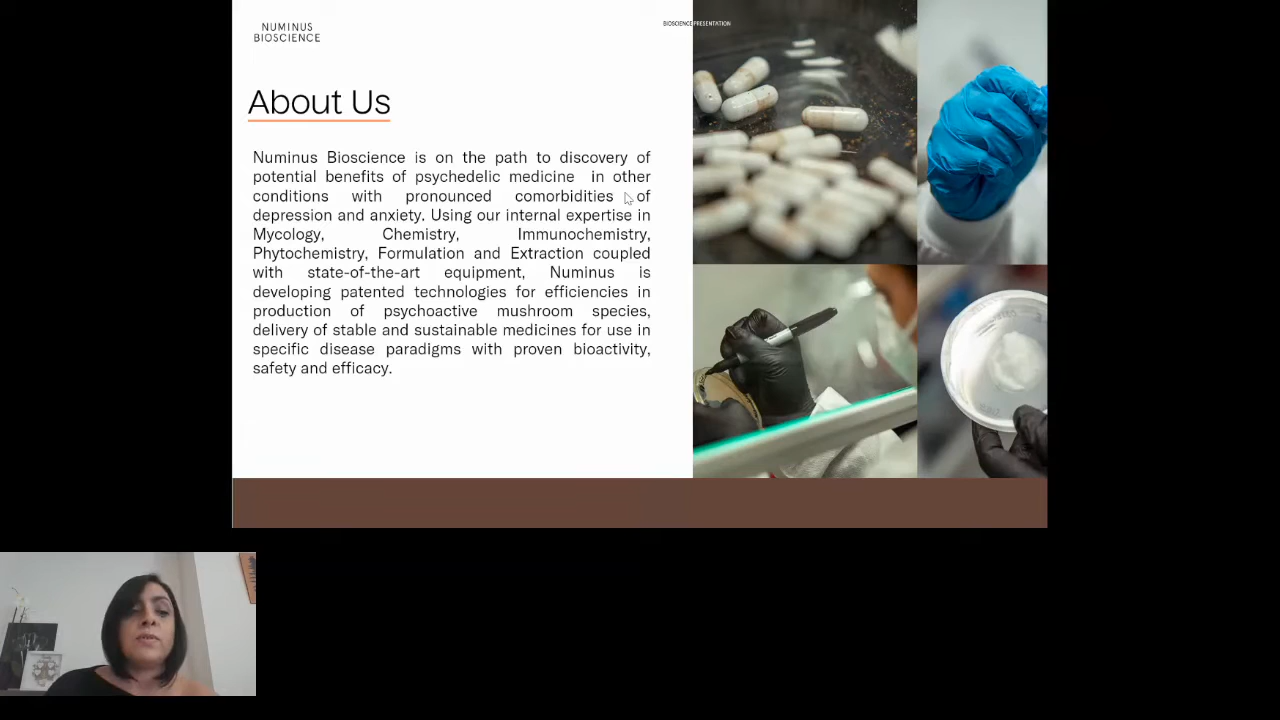 NUMINUS
BIOSCIENCE
BIOSCIENCE PRESENTATION
About Us
Numinus Bioscience is on the path to discovery of
potential benefits of psychedelic medicine in other
conditions with pronounced comorbidities of
depression and anxiety. Using our internal expertise in
Mycology, Chemistry, Immunochemistry,
Phytochemistry, Formulation and Extraction coupled
with state-of-the-art equipment, Numinus is
developing patented technologies for efficiencies in
production of psychoactive mushroom species,
delivery of stable and sustainable medicines for use in
specific disease paradigms with proven bioactivity,
safety and efficacy.